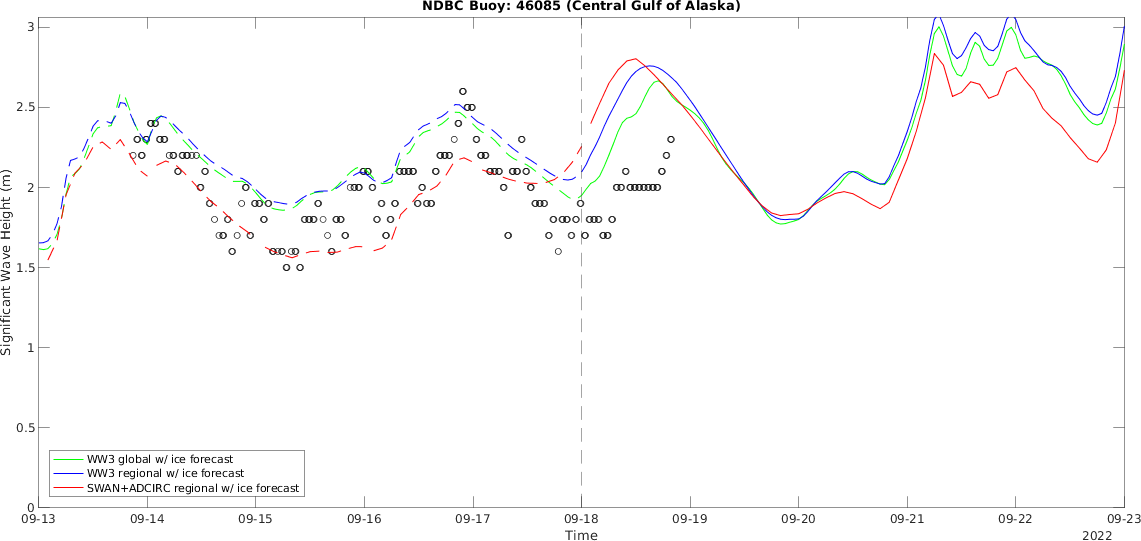 NDBC Buoy: 46085 (Central Gulf of Alaska)
3
2.5
2
1.5
1
0.5
0
Significant Wave Height (m)
WW3 global w/ ice forecast
WW3 regional w/ ice forecast
SWAN+ADCIRC regional w/ ice forecast
09-13 09-14 09-15 09-16 09-17 09-18 09-19 09-20 09-21 09-22 09-23
Time
2022